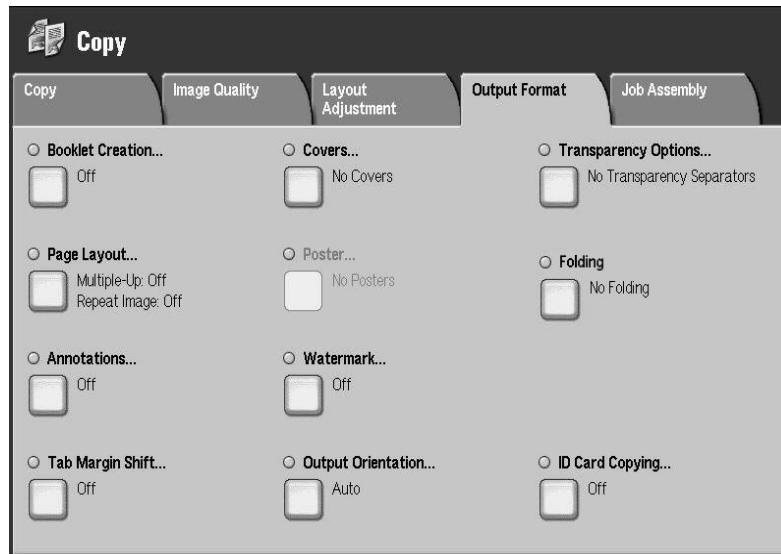 Copy
Copy
Image Quality
Layout
Adjustment
Output Format
Job Assembly
Booklet Creation...
Off
Covers...
No Covers
Transparency Options...
No Transparency Separators
Page Layout...
Multiple-Up: Off
Repeat Image: Off
Poster...
No Posters
Folding
No Folding
Annotations...
Off
Watermark...
Off
Tab Margin Shift...
Off
Output Orientation...
Auto
ID Card Copying...
Off